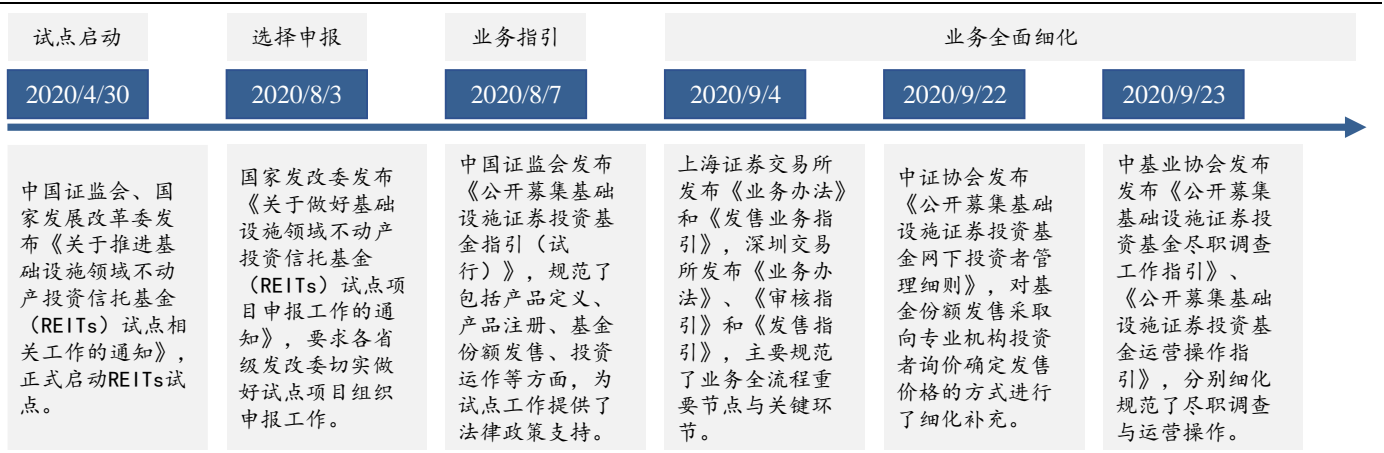 试点启动
选择申报
业务指引
业务全面细化
2020/4/30
2020/8/3
2020/8/7
2020/9/4
2020/9/22
2020/9/23
中国证监会、国
家发展改革委发
布《关于推进基
础设施领域不动
产投资信托基金
（REITs）试点相
关工作的通知》，
正式启动REITs试
点。
国家发改委发布
《关于做好基础
设施领域不动产
投资信托基金
（REITs）试点项
目申报工作的通
知》，要求各省
级发改委切实做
好试点项目组织
申报工作。
中国证监会发布
《公开募集基础
设施证券投资基
金指引（试
行）》，规范了
包括产品定义、
产品注册、基金
份额发售、投资
运作等方面，为
试点工作提供了
法律政策支持。
上海证券交易所
发布《业务办法》
和《发售业务指
引》，深圳交易
所发布《业务办
法》、《审核指
引》和《发售指
引》，主要规范
了业务全流程重
要节点与关键环
节。
中证协会发布
《公开募集基础
设施证券投资基
金网下投资者管
理细则》，对基
金份额发售采取
向专业机构投资
者询价确定发售
价格的方式进行
了细化补充。
中基业协会发布
发布《公开募集
基础设施证券投
资基金尽职调查
工作指引》、
《公开募集基础
设施证券投资基
金运营操作指
引》，分别细化
规范了尽职调查
与运营操作。